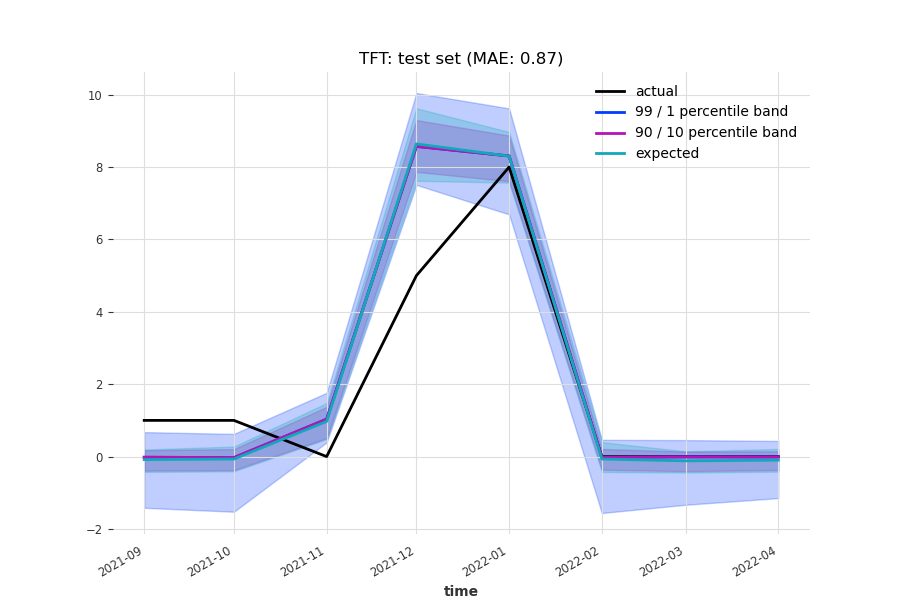 TFT: test set (MAE: 0.87)
actual
99 / 1 percentile band
90 / 10 percentile band
expected
10
8
6
4
2
0
−2
2021-09
2021-10
2021-11
2021-12
2022-01
2022-02
2022-03
2022-04
time